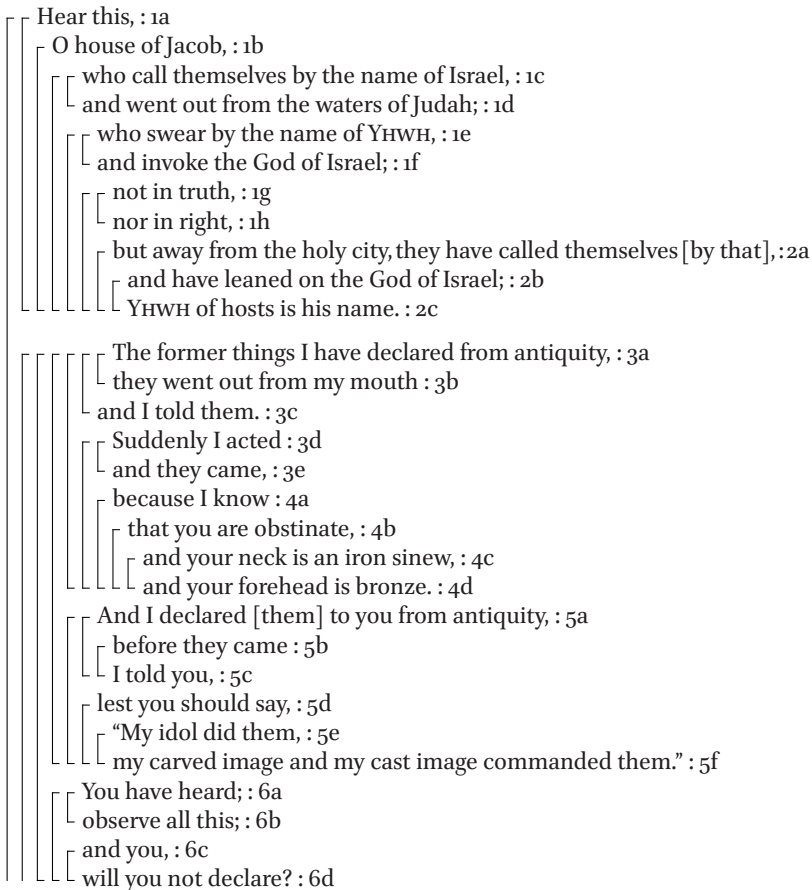 Hear this, : 1a
O house of Jacob, : 1b
who call themselves by the name of Israel, : 1c
and went out from the waters of Judah; : 1d
who swear by the name of YHWH, : 1e
and invoke the God of Israel; : 1f
not in truth, : 1g
nor in right, : 1h
but away from the holy city, they have called themselves [by that], : 2a
and have leaned on the God of Israel; : 2b
YHWH of hosts is his name. : 2c
The former things I have declared from antiquity, : 3a
they went out from my mouth : 3b
and I told them. : 3c
Suddenly I acted : 3d
and they came, : 3e
because I know : 4a
that you are obstinate, : 4b
and your neck is an iron sinew, : 4c
and your forehead is bronze. : 4d
And I declared [them] to you from antiquity, : 5a
before they came : 5b
I told you, : 5c
lest you should say, : 5d
“My idol did them, : 5e
my carved image and my cast image commanded them.” : 5f
You have heard; : 6a
observe all this; : 6b
and you, : 6c
will you not declare? : 6d